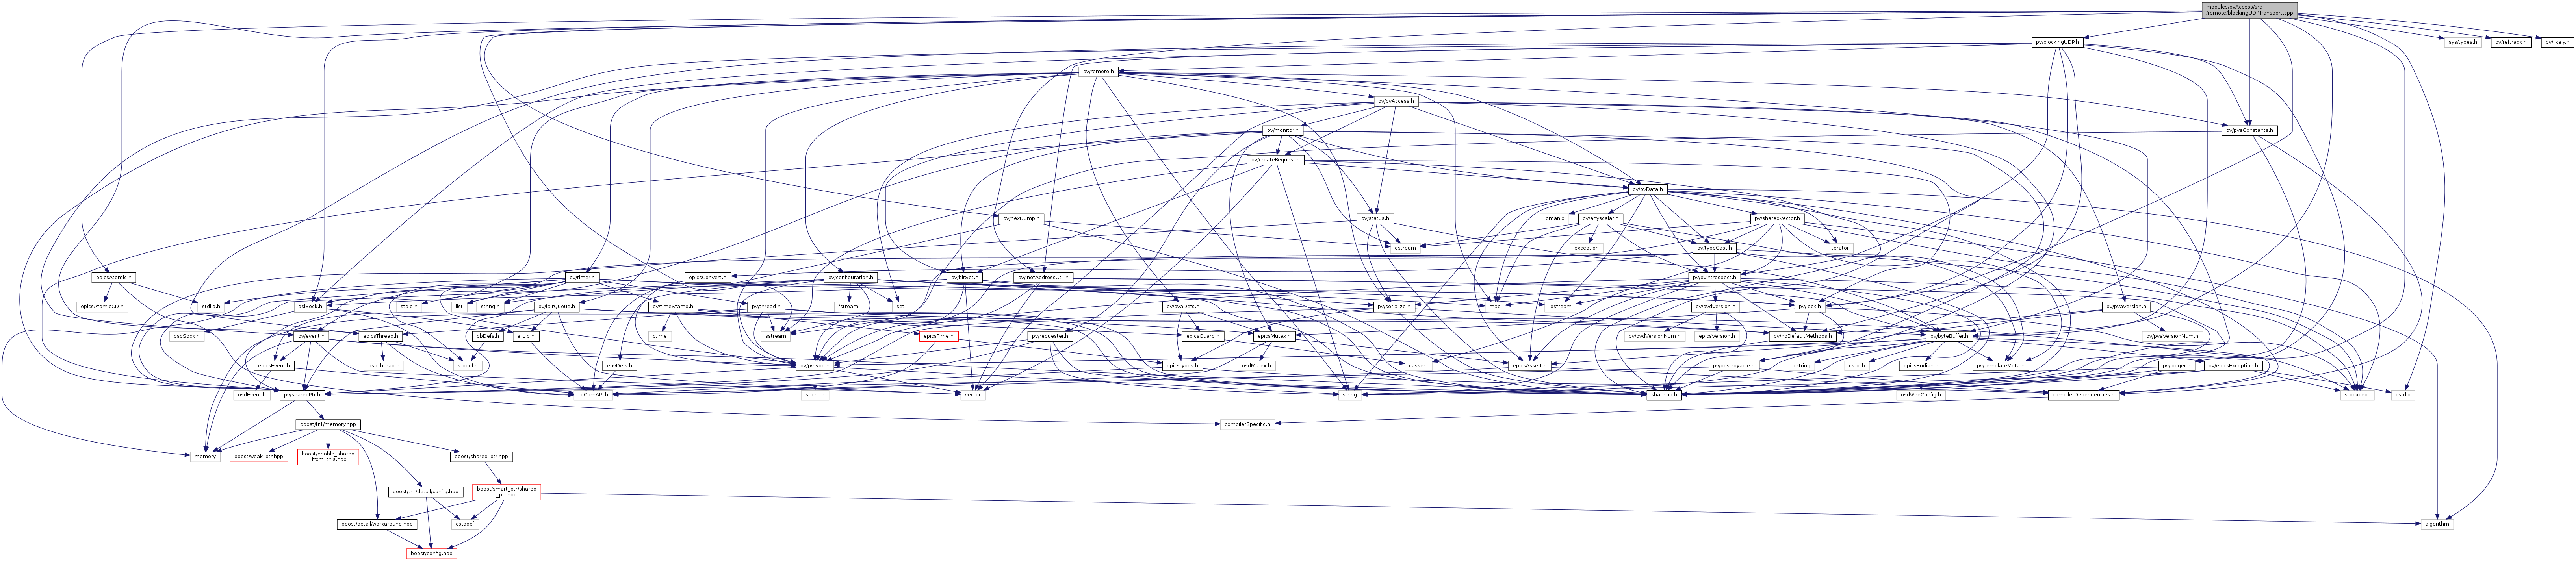 modules/pvAccess/src
/remote/blockingUDPTransport.cpp
pv/blockingUDP.h
sys/types.h
pv/reftrack.h
pv/likely.h
pv/remote.h
pv/pvAccess.h
pv/monitor.h
pv/pvaConstants.h
pv/createRequest.h
pv/pvData.h
pv/hexDump.h
pv/status.h
iomanip
pv/anyscalar.h
pv/sharedVector.h
ostream
exception
pv/typeCast.h
iterator
epicsAtomic.h
pv/timer.h
epicsConvert.h
pv/configuration.h
pv/bitSet.h
pv/inetAddressUtil.h
pv/pvIntrospect.h
epicsAtomicCD.h
stdlib.h
osiSock.h
stdio.h
list
string.h
pv/fairQueue.h
pv/timeStamp.h
pv/thread.h
fstream
set
pv/pvaDefs.h
pv/serialize.h
map
iostream
pv/pvdVersion.h
pv/lock.h
pv/pvaVersion.h
osdSock.h
pv/event.h
epicsThread.h
dbDefs.h
ellLib.h
ctime
sstream
epicsTime.h
pv/requester.h
epicsGuard.h
epicsMutex.h
pv/pvdVersionNum.h
epicsVersion.h
pv/noDefaultMethods.h
pv/byteBuffer.h
pv/pvaVersionNum.h
epicsEvent.h
osdThread.h
stddef.h
envDefs.h
pv/pvType.h
epicsTypes.h
osdMutex.h
cassert
epicsAssert.h
pv/destroyable.h
cstring
cstdlib
epicsEndian.h
pv/templateMeta.h
pv/logger.h
pv/epicsException.h
osdEvent.h
pv/sharedPtr.h
libComAPI.h
stdint.h
vector
string
shareLib.h
osdWireConfig.h
compilerDependencies.h
stdexcept
cstdio
boost/tr1/memory.hpp
compilerSpecific.h
memory
boost/weak_ptr.hpp
boost/enable_shared
_from_this.hpp
boost/shared_ptr.hpp
boost/tr1/detail/config.hpp
boost/smart_ptr/shared
_ptr.hpp
boost/detail/workaround.hpp
cstddef
algorithm
boost/config.hpp